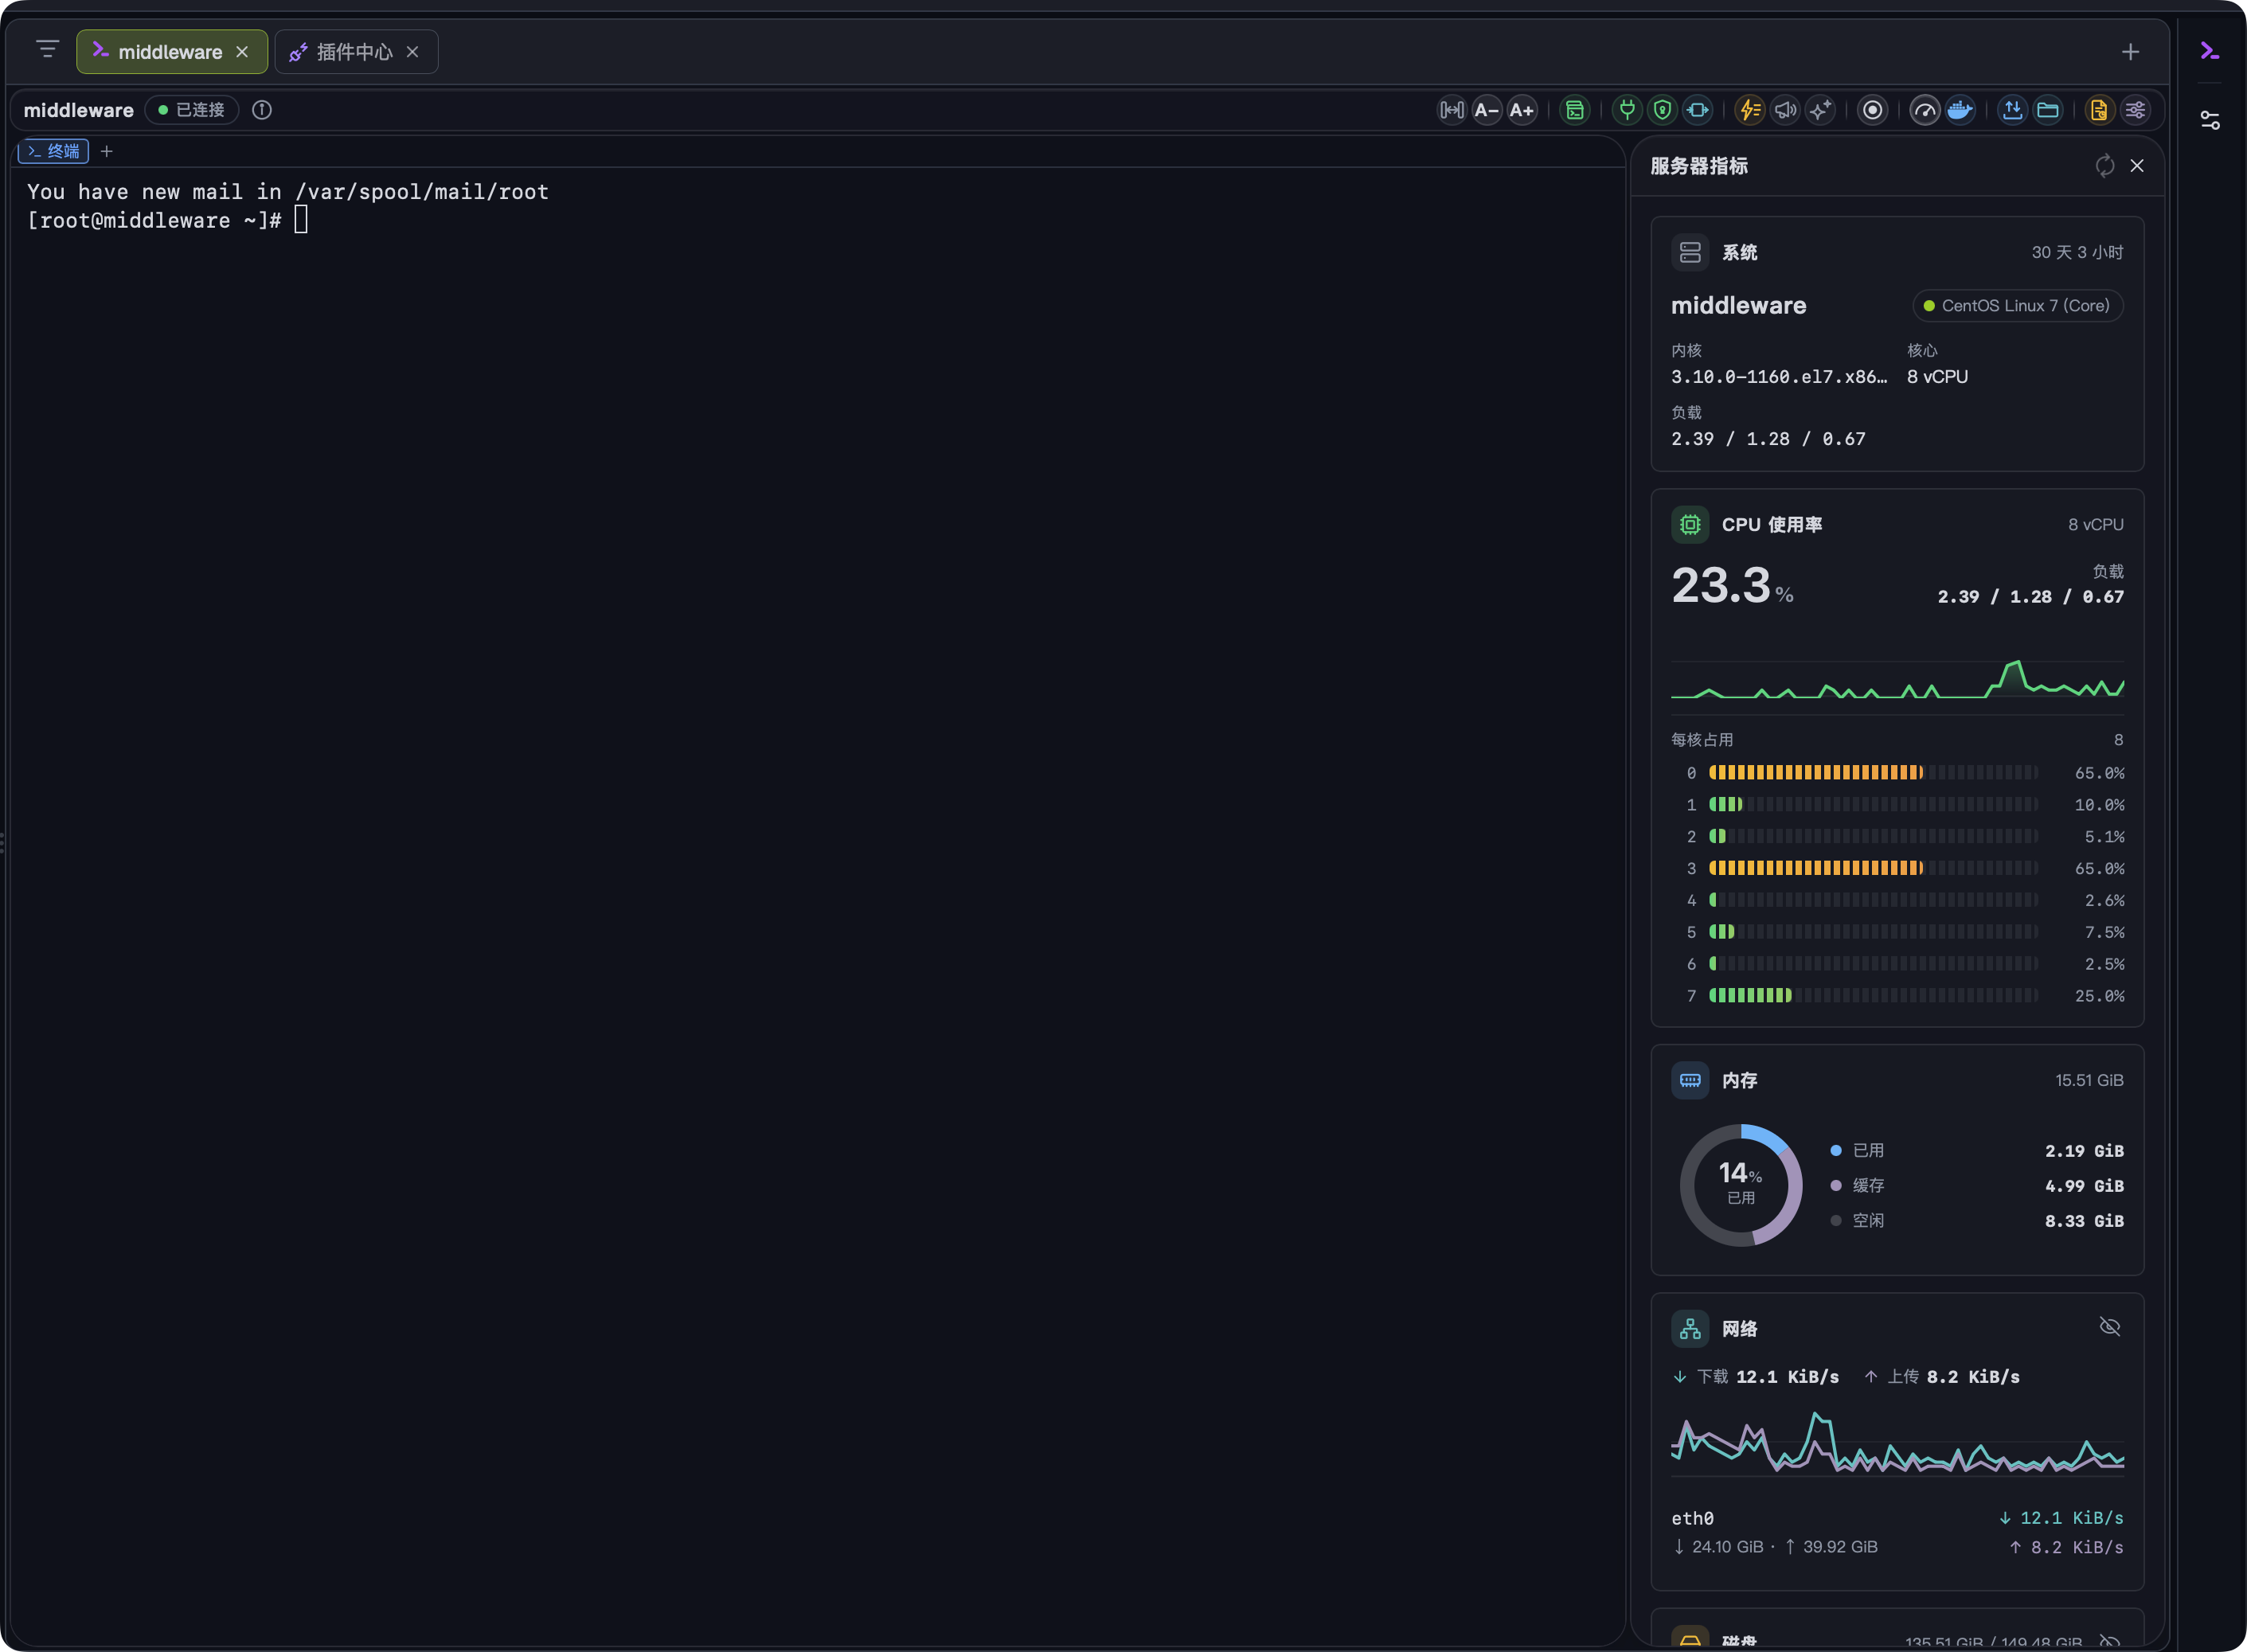 middleware
插件中心
middleware
已连接
A−
A+
>_ 终端
You have new mail in /var/spool/mail/root
[root@middleware ~]#
服务器指标
系统
30 天 3 小时
middleware
CentOS Linux 7 (Core)
内核
核心
3.10.0-1160.el7.x86…
8 vCPU
负载
2.39 / 1.28 / 0.67
CPU 使用率
8 vCPU
23.3%
负载
2.39 / 1.28 / 0.67
每核占用
8
0 65.0%
1 10.0%
2 5.1%
3 65.0%
4 2.6%
5 7.5%
6 2.5%
7 25.0%
内存
15.51 GiB
14%
已用
已用 2.19 GiB
缓存 4.99 GiB
空闲 8.33 GiB
网络
↓ 下载 12.1 KiB/s ↑ 上传 8.2 KiB/s
eth0
↓ 12.1 KiB/s
↓ 24.10 GiB · ↑ 39.92 GiB
↑ 8.2 KiB/s
磁盘
135.51 GiB / 149.48 GiB